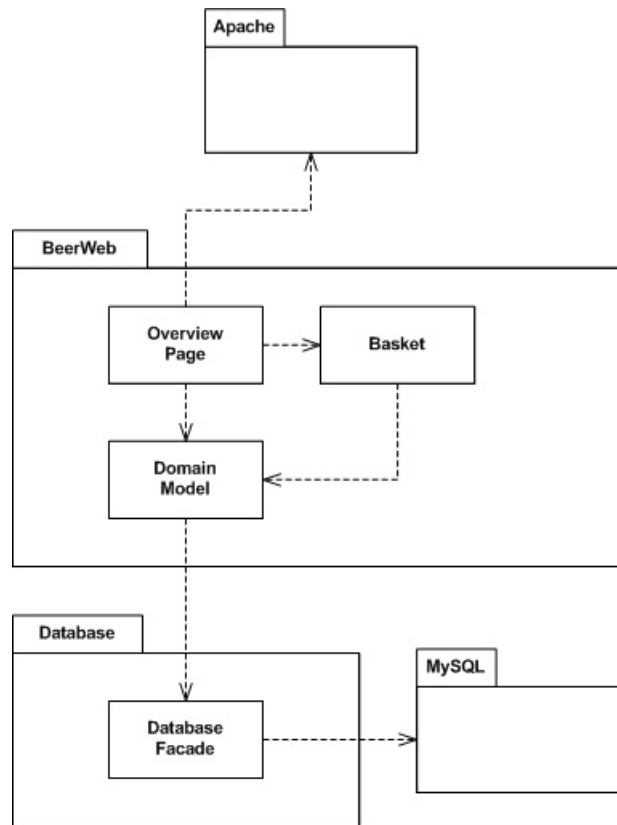 Apache
BeerWeb
Overview
Page
Basket
Domain
Model
Database
MySQL
Database
Facade